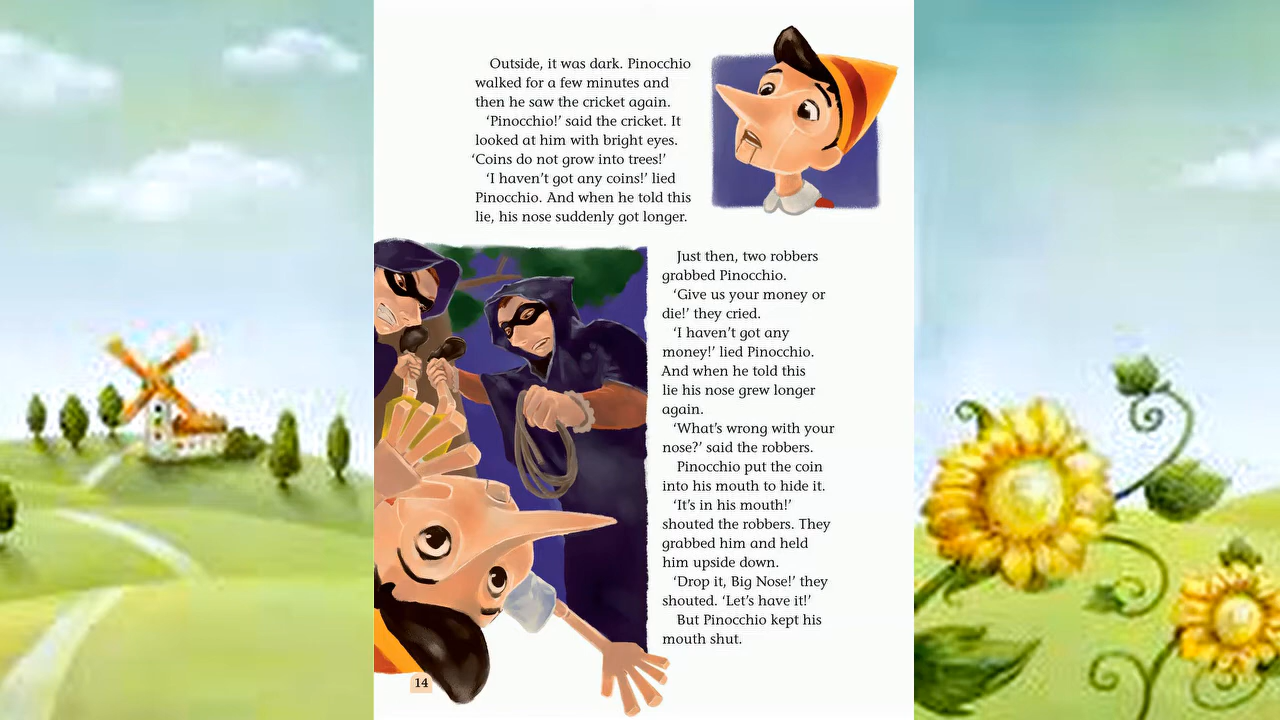 Outside, it was dark. Pinocchio
walked for a few minutes and
then he saw the cricket again.
‘Pinocchio!’ said the cricket. It
looked at him with bright eyes.
‘Coins do not grow into trees!’
‘I haven’t got any coins!’ lied
Pinocchio. And when he told this
lie, his nose suddenly got longer.
Just then, two robbers
grabbed Pinocchio.
‘Give us your money or
die!’ they cried.
‘I haven’t got any
money!’ lied Pinocchio.
And when he told this
lie his nose grew longer
again.
‘What’s wrong with your
nose?’ said the robbers.
Pinocchio put the coin
into his mouth to hide it.
‘It’s in his mouth!’
shouted the robbers. They
grabbed him and held
him upside down.
‘Drop it, Big Nose!’ they
shouted. ‘Let’s have it!’
But Pinocchio kept his
mouth shut.
14